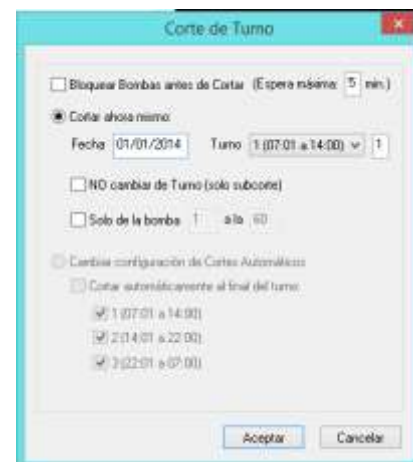 Corte de Turno
Bloquear Bombas antes de Cortar (Espera máxima: 5 min.)
Cortar ahora mismo:
Fecha 01/01/2014 Turno 1 (07:01 a 14:00) 1
NO cambiar de Turno (solo subcorte)
Solo de la bomba 1 a la 60
Cambiar configuración de Cortes Automáticos
Cortar automáticamente al final del turno:
1 (07:01 a 14:00)
2 (14:01 a 22:00)
3 (22:01 a 07:00)
Aceptar Cancelar